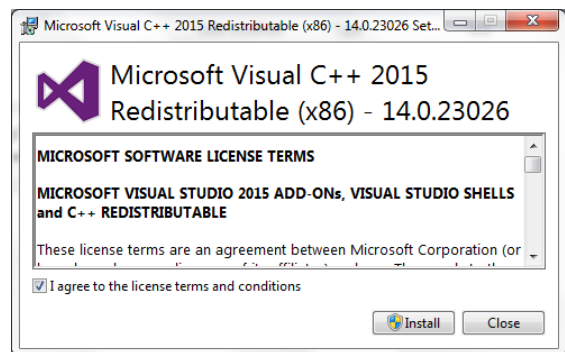 Microsoft Visual C++ 2015 Redistributable (x86) - 14.0.23026 Set...
Microsoft Visual C++ 2015
Redistributable (x86) - 14.0.23026
MICROSOFT SOFTWARE LICENSE TERMS
MICROSOFT VISUAL STUDIO 2015 ADD-ONs, VISUAL STUDIO SHELLS
and C++ REDISTRIBUTABLE
These license terms are an agreement between Microsoft Corporation (or
I agree to the license terms and conditions
Install Close